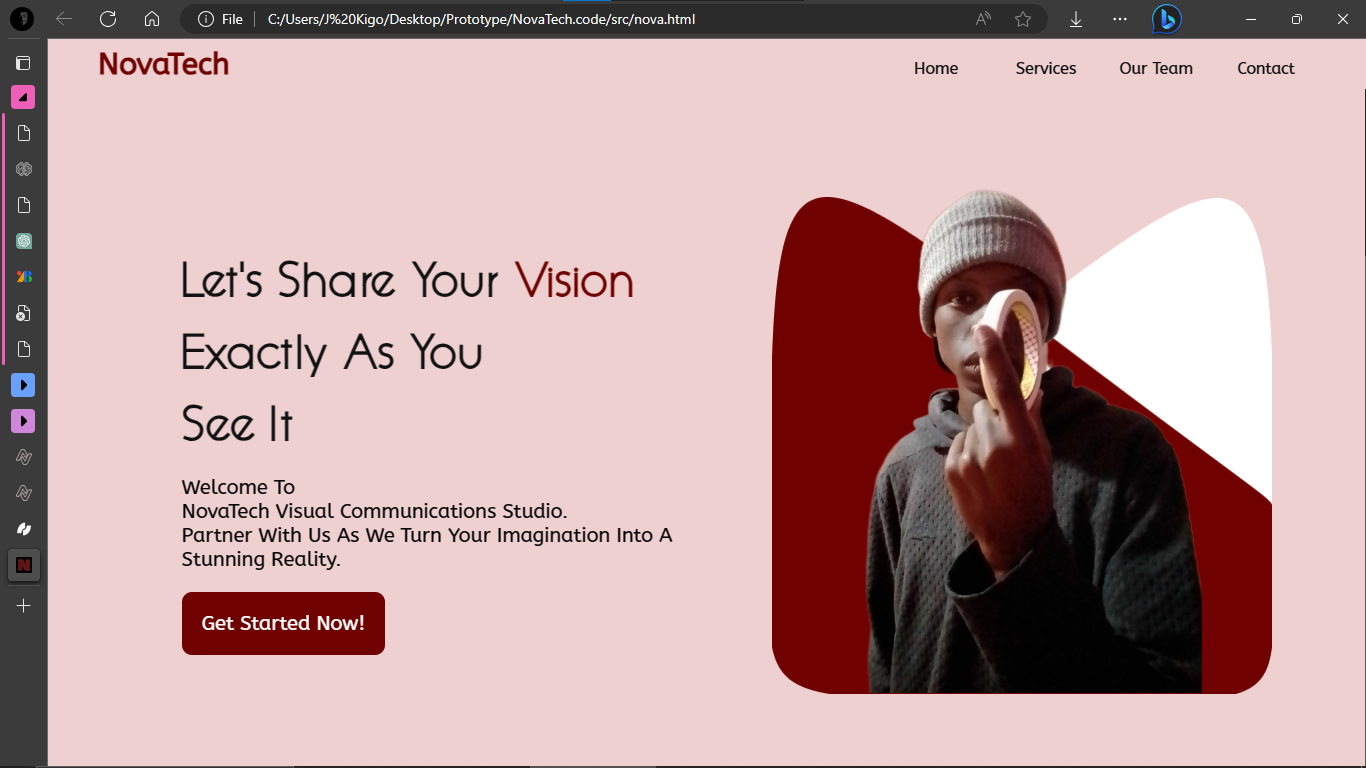 File
C:/Users/J%20Kigo/Desktop/Prototype/NovaTech.code/src/nova.html
NovaTech
Home
Services
Our Team
Contact
Let's Share Your Vision
Exactly As You
See It
Welcome To
NovaTech Visual Communications Studio.
Partner With Us As We Turn Your Imagination Into A
Stunning Reality.
Get Started Now!